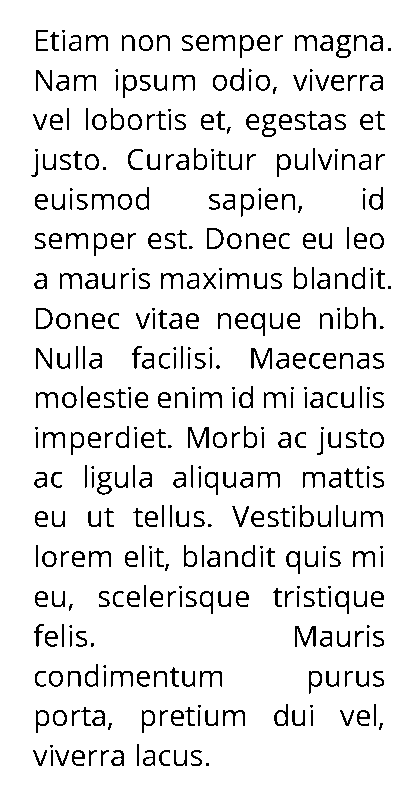 Etiam non semper magna.
Nam ipsum odio, viverra
vel lobortis et, egestas et
justo. Curabitur pulvinar
euismod sapien, id
semper est. Donec eu leo
a mauris maximus blandit.
Donec vitae neque nibh.
Nulla facilisi. Maecenas
molestie enim id mi iaculis
imperdiet. Morbi ac justo
ac ligula aliquam mattis
eu ut tellus. Vestibulum
lorem elit, blandit quis mi
eu, scelerisque tristique
felis. Mauris
condimentum purus
porta, pretium dui vel,
viverra lacus.